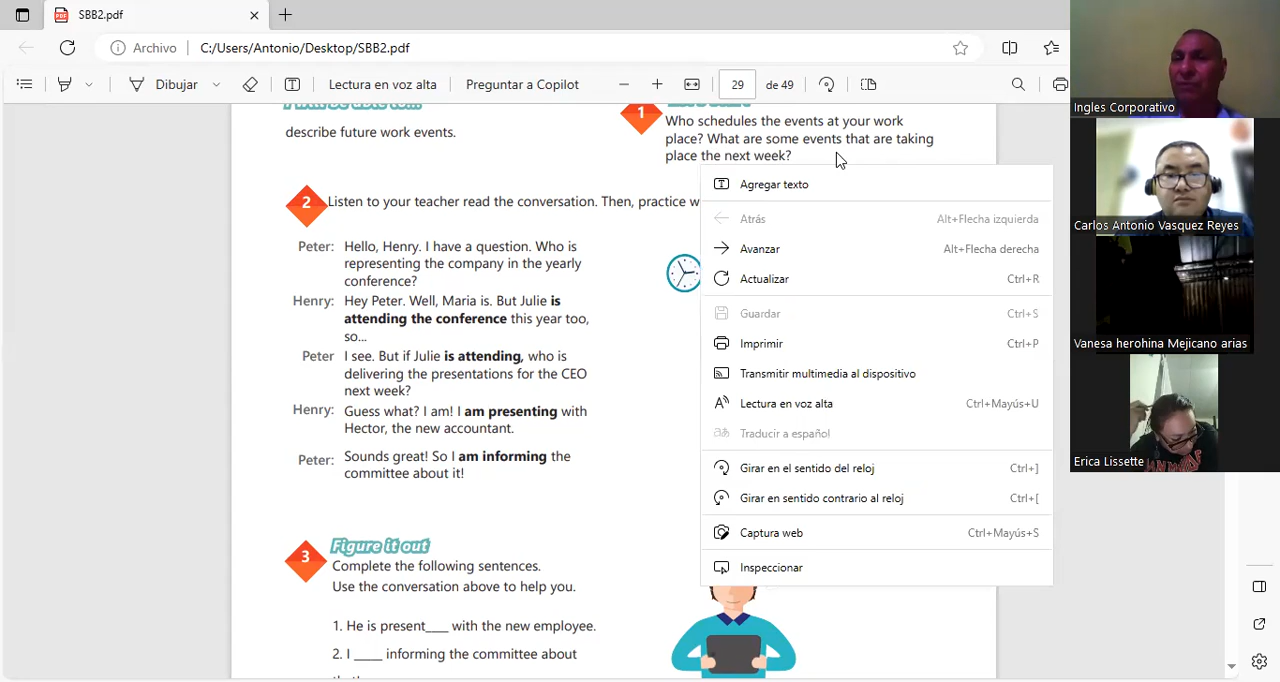 SBB2.pdf
Archivo
C:/Users/Antonio/Desktop/SBB2.pdf
Dibujar
Lectura en voz alta
Preguntar a Copilot
29
de 49
describe future work events.
1
Who schedules the events at your work
place? What are some events that are taking
place the next week?
2
Listen to your teacher read the conversation. Then, practice w
Peter: Hello, Henry. I have a question. Who is
representing the company in the yearly
conference?
Henry: Hey Peter. Well, Maria is. But Julie is
attending the conference this year too,
so...
Peter I see. But if Julie is attending, who is
delivering the presentations for the CEO
next week?
Henry: Guess what? I am! I am presenting with
Hector, the new accountant.
Peter: Sounds great! So I am informing the
committee about it!
3
Figure it out
Complete the following sentences.
Use the conversation above to help you.
1. He is present____ with the new employee.
2. I ____ informing the committee about
Agregar texto
Atrás Alt+Flecha izquierda
Avanzar Alt+Flecha derecha
Actualizar Ctrl+R
Guardar Ctrl+S
Imprimir Ctrl+P
Transmitir multimedia al dispositivo
Lectura en voz alta Ctrl+Mayús+U
Traducir a español
Girar en el sentido del reloj Ctrl+]
Girar en sentido contrario al reloj Ctrl+[
Captura web Ctrl+Mayús+S
Inspeccionar
Ingles Corporativo
Carlos Antonio Vasquez Reyes
Vanesa herohina Mejicano arias
Erica Lissette